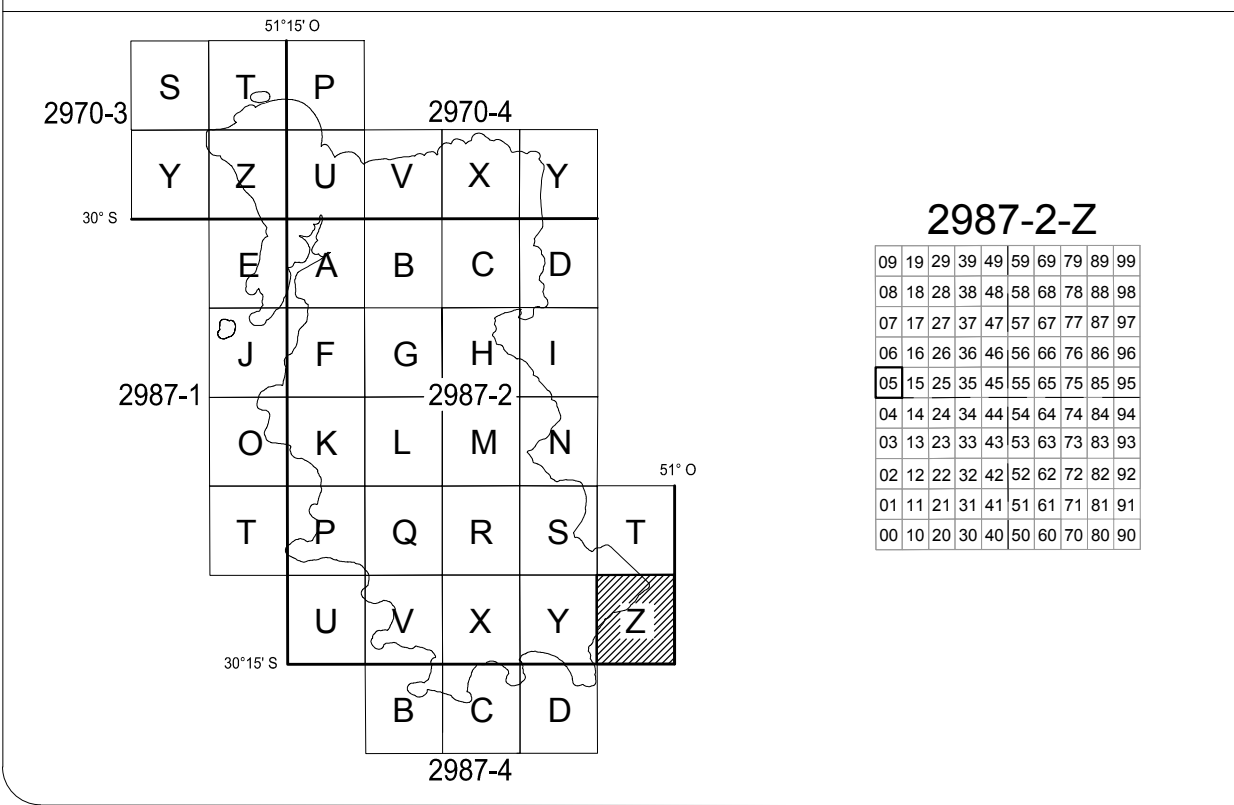 51°15' O
S T P
2970-3
2970-4
Y Z U V X Y
30° S
E A B C D
J F G H I
2987-1
2987-2
O K L M N
51° O
T P Q R S T
U V X Y Z
30°15' S
B C D
2987-4
2987-2-Z
09 19 29 39 49 59 69 79 89 99
08 18 28 38 48 58 68 78 88 98
07 17 27 37 47 57 67 77 87 97
06 16 26 36 46 56 66 76 86 96
05 15 25 35 45 55 65 75 85 95
04 14 24 34 44 54 64 74 84 94
03 13 23 33 43 53 63 73 83 93
02 12 22 32 42 52 62 72 82 92
01 11 21 31 41 51 61 71 81 91
00 10 20 30 40 50 60 70 80 90